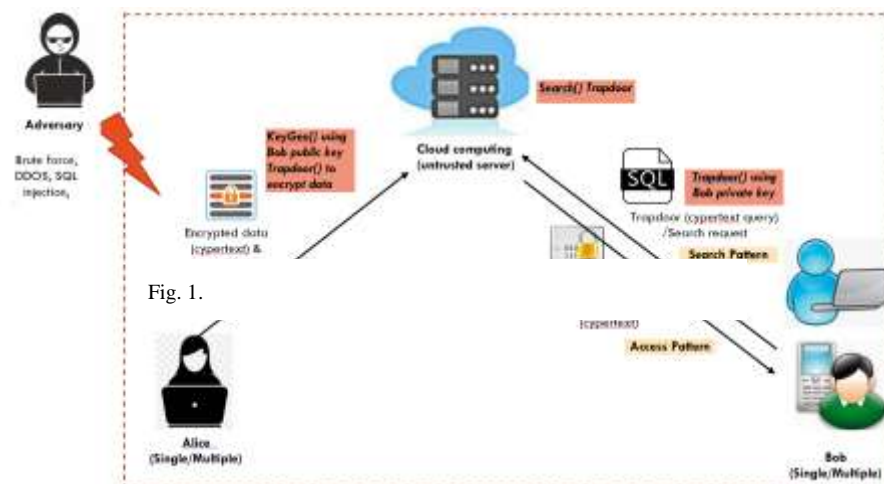 Adversary
Brute force,
DDOS, SQL
injection,
KeyGeo() using
Bob public key
Trapdoor() to
encrypt data
Encrypted data
(cypertext) &
Cloud computing
(untrusted server)
Search() Trapdoor
SQL
Trapdoor() using
Bob private key
Trapdoor (cypertext query)
/Search request
Search Pattern
Fig. 1.
(cypertext)
Access Pattern
Alice
(Single/Multiple)
Bob
(Single/Multiple)